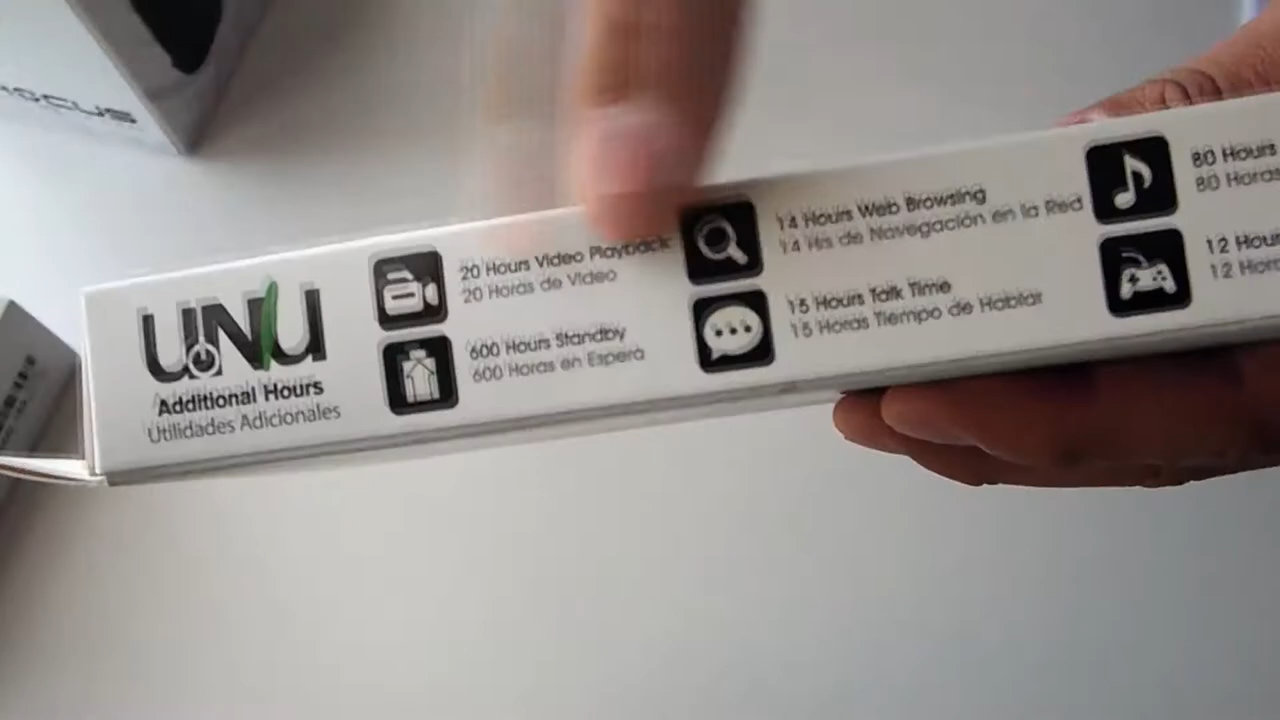 UNU
Additional Hours
Utilidades Adicionales
20 Hours Video Playback
20 Horas de Video
600 Hours Standby
600 Horas en Espera
14 Hours Web Browsing
14 Hrs de Navegación en la Red
15 Hours Talk Time
15 Horas Tiempo de Hablar
80 Hours
80 Horas
12 Hour
12 Hora